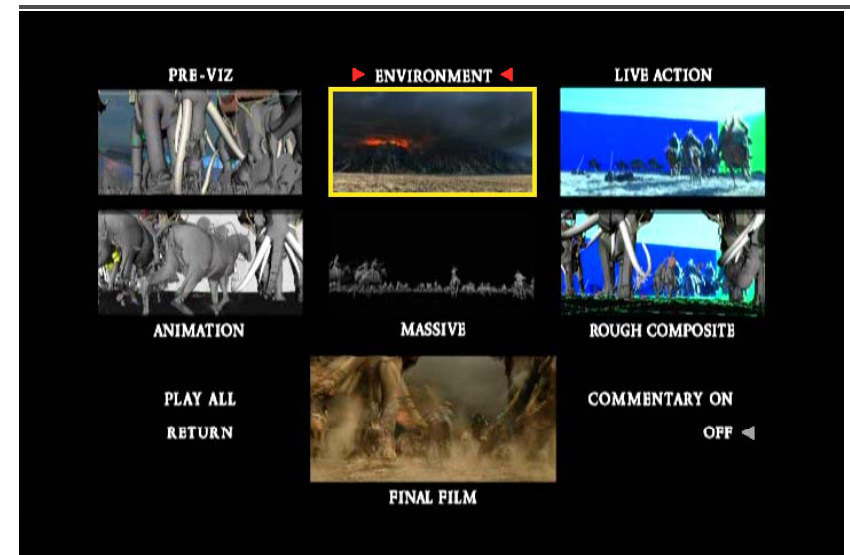 PRE-VIZ
ENVIRONMENT
LIVE ACTION
ANIMATION
MASSIVE
ROUGH COMPOSITE
PLAY ALL
COMMENTARY ON
RETURN
OFF
FINAL FILM